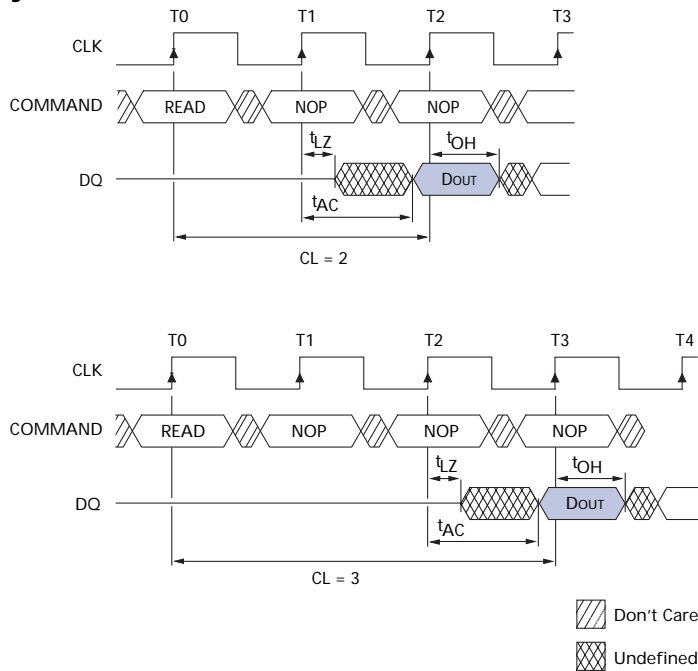 T0 T1 T2 T3
CLK
COMMAND READ NOP NOP
tLZ tOH
DQ DOUT
tAC
CL = 2
T0 T1 T2 T3 T4
CLK
COMMAND READ NOP NOP NOP
tLZ tOH
DQ DOUT
tAC
CL = 3
Don't Care
Undefined